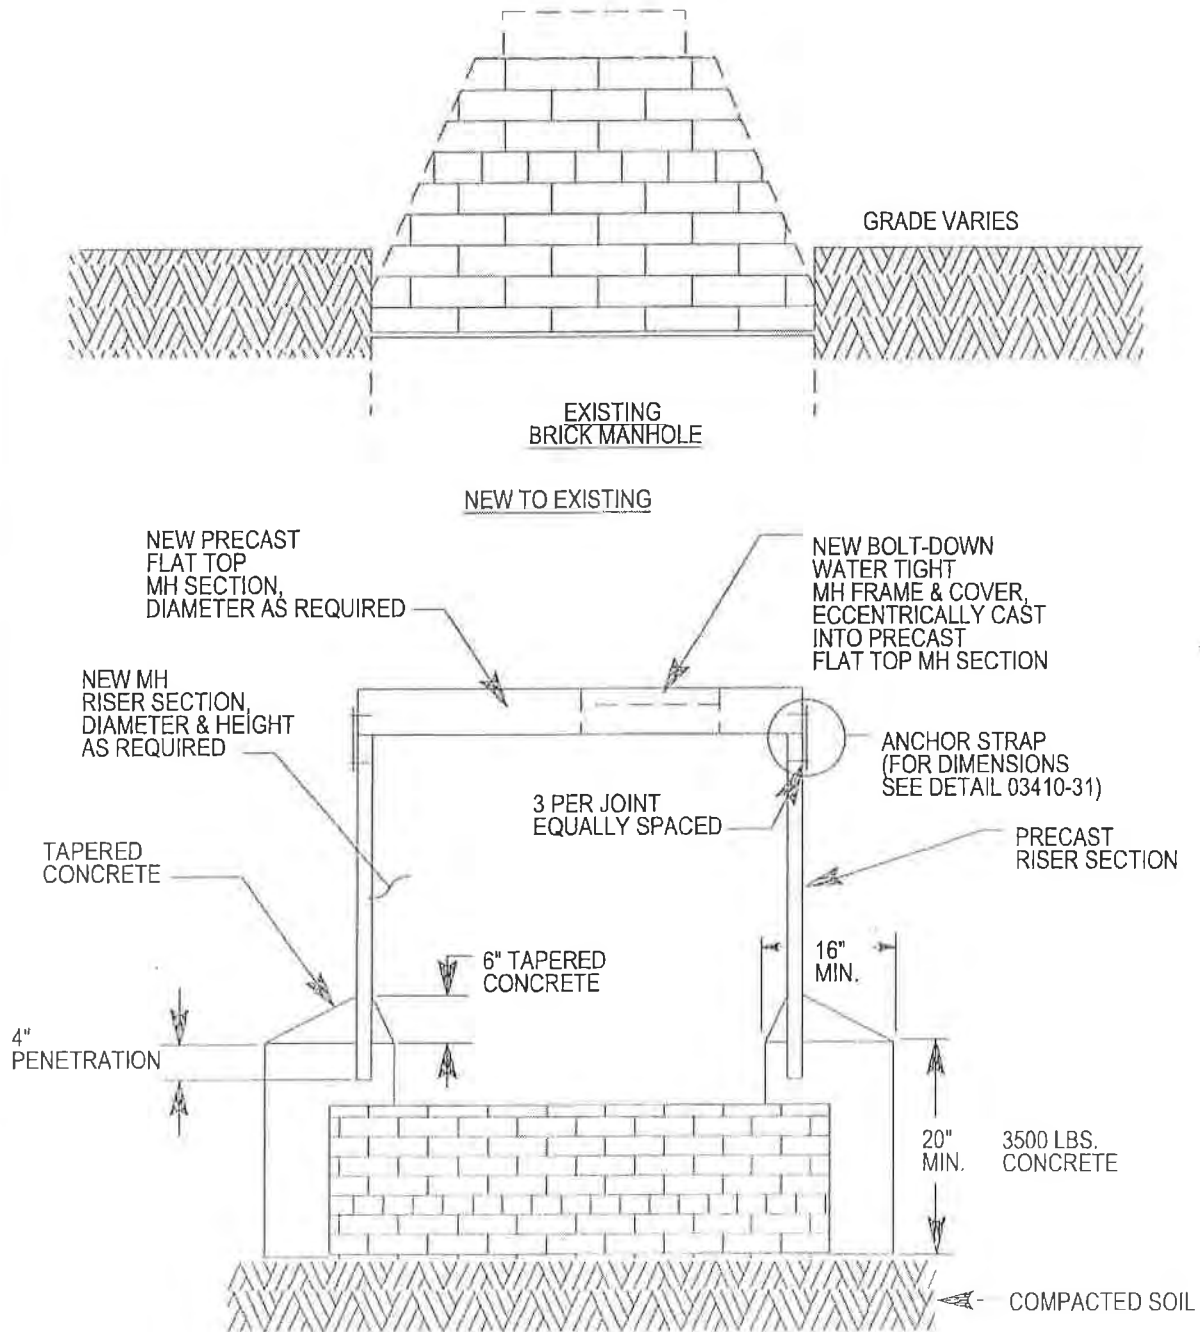 GRADE VARIES
EXISTING
BRICK MANHOLE
NEW TO EXISTING
NEW PRECAST
FLAT TOP
MH SECTION,
DIAMETER AS REQUIRED
NEW BOLT-DOWN
WATER TIGHT
MH FRAME & COVER,
ECCENTRICALLY CAST
INTO PRECAST
FLAT TOP MH SECTION
NEW MH
RISER SECTION,
DIAMETER & HEIGHT
AS REQUIRED
ANCHOR STRAP
(FOR DIMENSIONS
SEE DETAIL 03410-31)
3 PER JOINT
EQUALLY SPACED
PRECAST
RISER SECTION
TAPERED
CONCRETE
6" TAPERED
CONCRETE
16"
MIN.
4"
PENETRATION
20"
MIN.
3500 LBS.
CONCRETE
COMPACTED SOIL